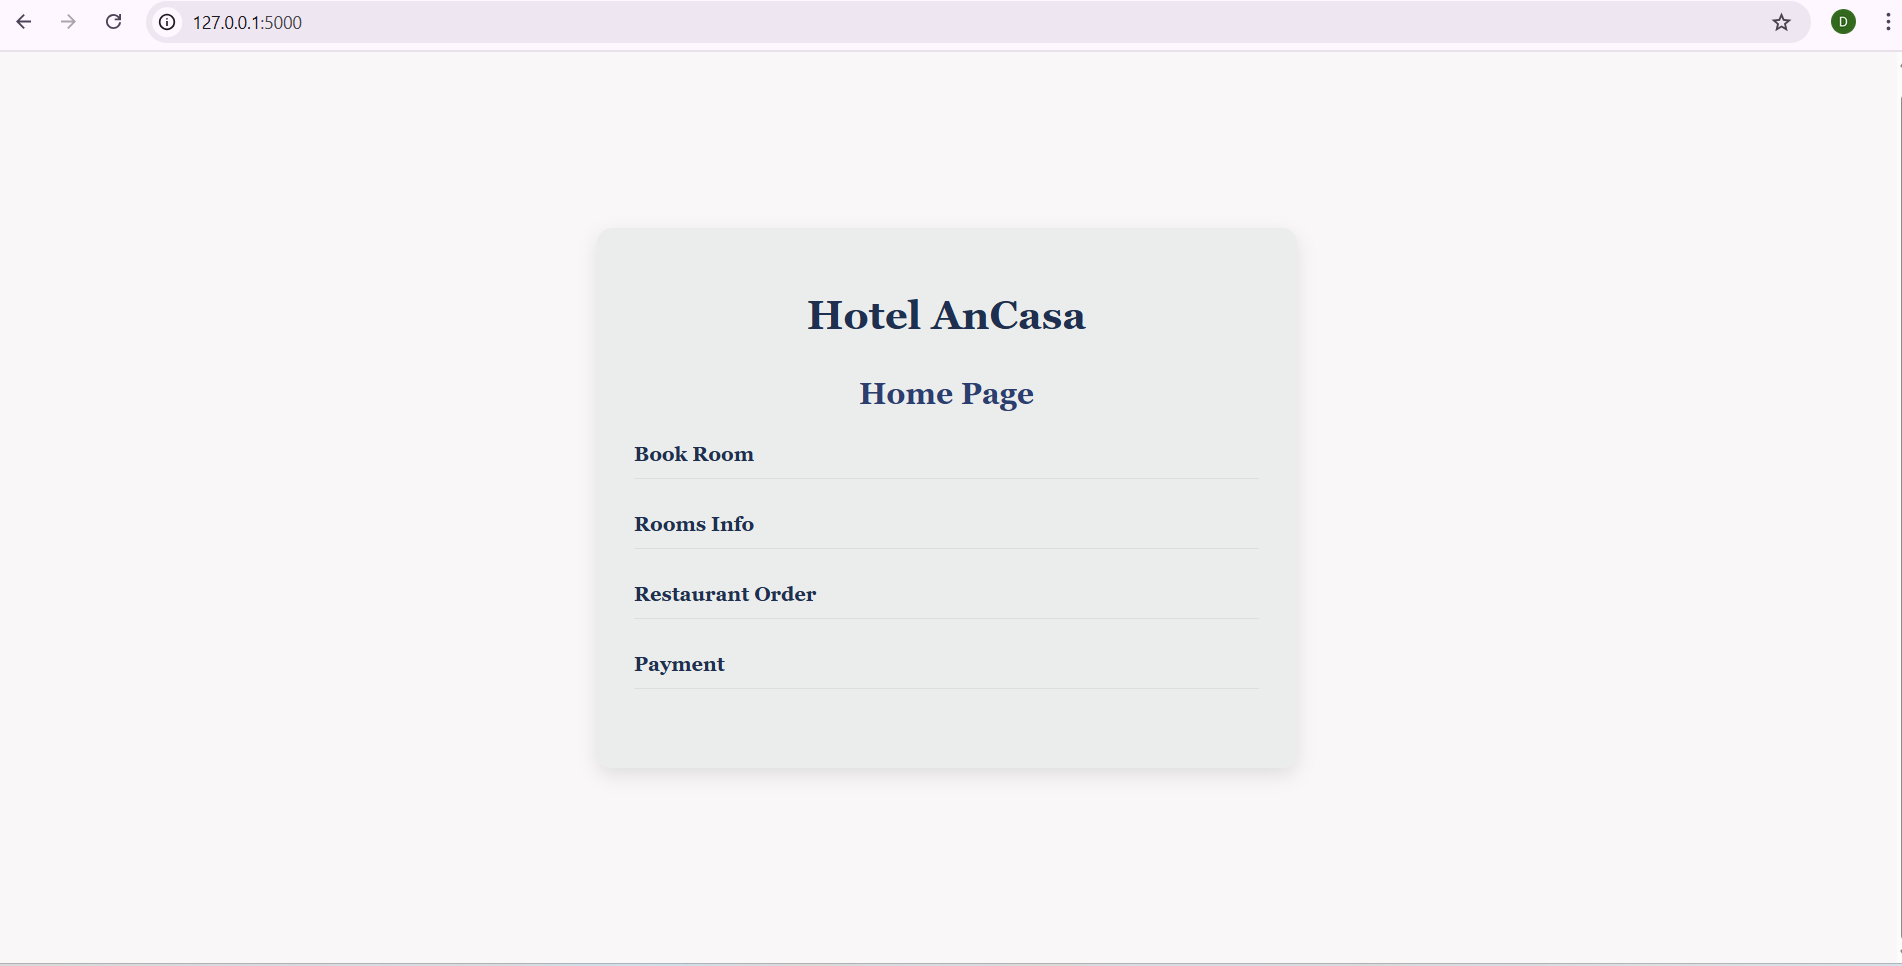 127.0.0.1:5000
D
Hotel AnCasa
Home Page
Book Room
Rooms Info
Restaurant Order
Payment